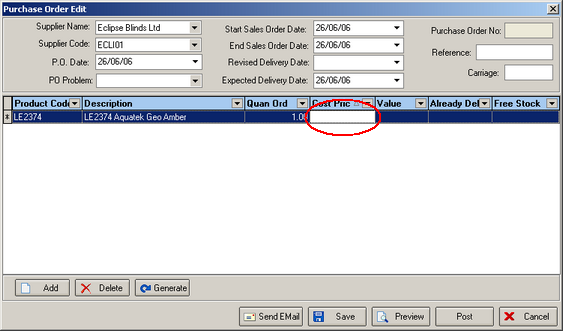 Purchase Order Edit
Supplier Name: Eclipse Blinds Ltd
Supplier Code: ECLI01
P.O. Date: 26/06/06
PO Problem:
Start Sales Order Date: 26/06/06
End Sales Order Date: 26/06/06
Revised Delivery Date:
Expected Delivery Date: 26/06/06
Purchase Order No:
Reference:
Carriage:
Product Code Description Quan Ord Cost Pric Value Already Del Free Stock
* LE2374 LE2374 Aquatek Geo Amber 1.00
Add Delete Generate
Send EMail Save Preview Post Cancel